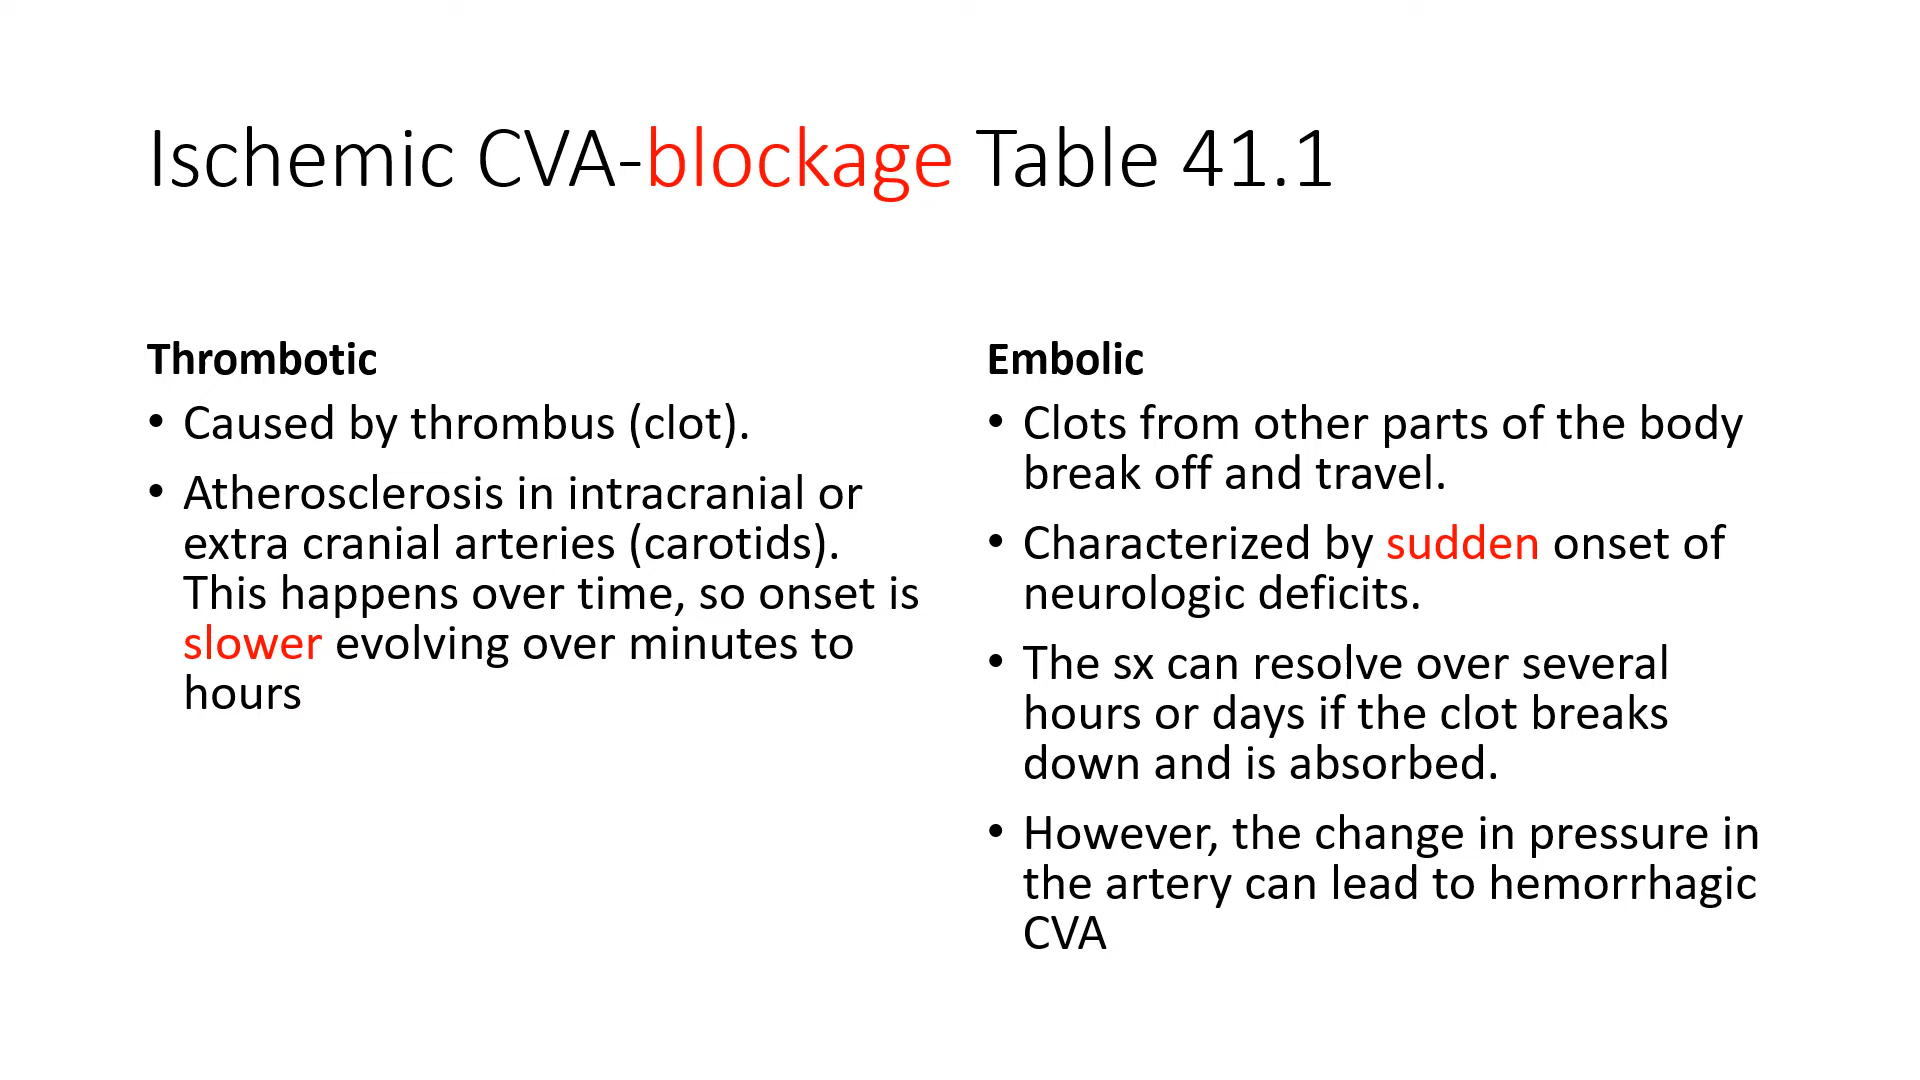 Ischemic CVA-blockage Table 41.1
Thrombotic
• Caused by thrombus (clot).
• Atherosclerosis in intracranial or
extra cranial arteries (carotids).
This happens over time, so onset is
slower evolving over minutes to
hours
Embolic
• Clots from other parts of the body
break off and travel.
• Characterized by sudden onset of
neurologic deficits.
• The sx can resolve over several
hours or days if the clot breaks
down and is absorbed.
• However, the change in pressure in
the artery can lead to hemorrhagic
CVA